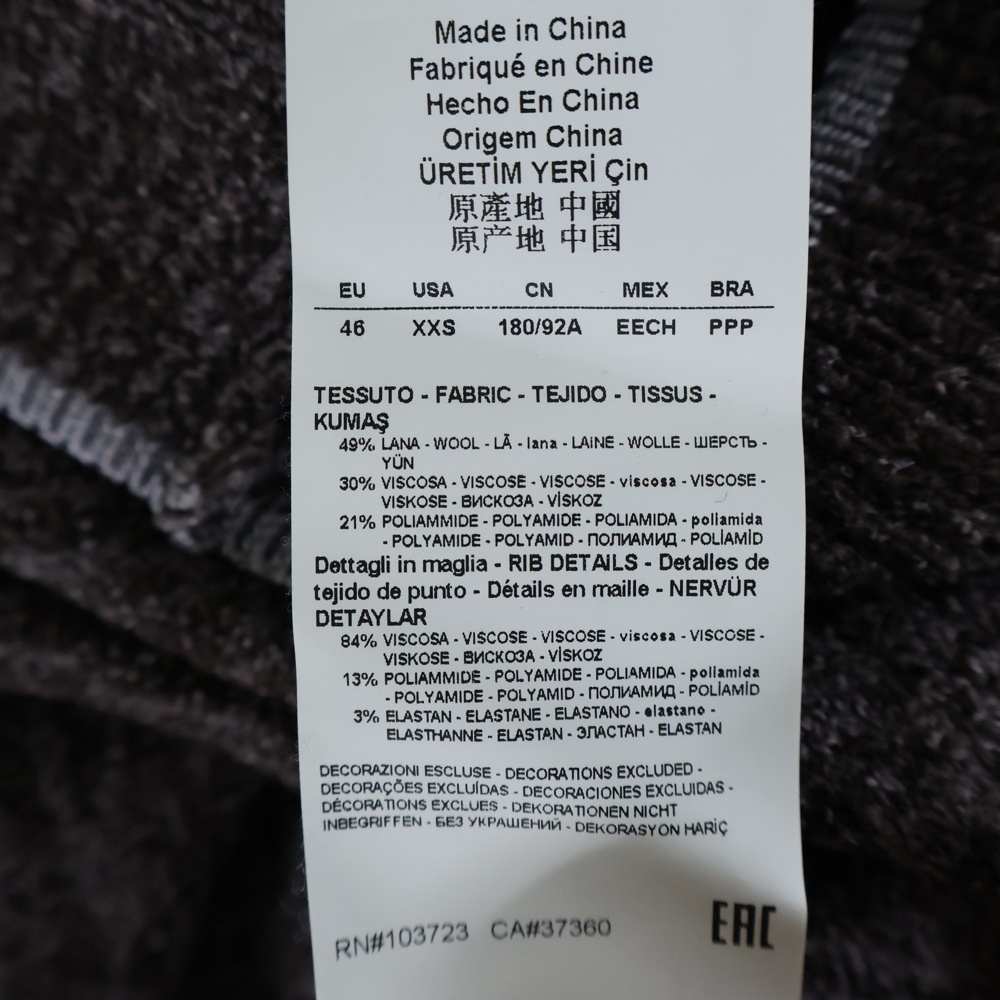 Made in China
Fabriqué en Chine
Hecho En China
Origem China
ÜRETİM YERİ Çin
原產地 中國
原产地 中国
EU USA CN MEX BRA
46 XXS 180/92A EECH PPP
TESSUTO - FABRIC - TEJIDO - TISSUS -
KUMAŞ
49% LANA - WOOL - LÃ - lana - LAINE - WOLLE - ШЕРСТЬ -
YÜN
30% VISCOSA - VISCOSE - VISCOSE - viscosa - VISCOSE -
VISKOSE - ВИСКОЗА - VİSKOZ
21% POLIAMMIDE - POLYAMIDE - POLIAMIDA - poliamida
- POLYAMIDE - POLYAMID - ПОЛИАМИД - POLİAMİD
Dettagli in maglia - RIB DETAILS - Detalles de
tejido de punto - Détails en maille - NERVÜR
DETAYLAR
84% VISCOSA - VISCOSE - VISCOSE - viscosa - VISCOSE -
VISKOSE - ВИСКОЗА - VİSKOZ
13% POLIAMMIDE - POLYAMIDE - POLIAMIDA - poliamida
- POLYAMIDE - POLYAMID - ПОЛИАМИД - POLİAMİD
3% ELASTAN - ELASTANE - ELASTANO - elastano -
ELASTHANNE - ELASTAN - ЭЛАСТАН - ELASTAN
DECORAZIONI ESCLUSE - DECORATIONS EXCLUDED -
DECORAÇÕES EXCLUÍDAS - DECORACIONES EXCLUIDAS -
DÉCORATIONS EXCLUES - DEKORATIONEN NICHT
INBEGRIFFEN - БЕЗ УКРАШЕНИЙ - DEKORASYON HARİÇ
RN#103723 CA#37360 EAC